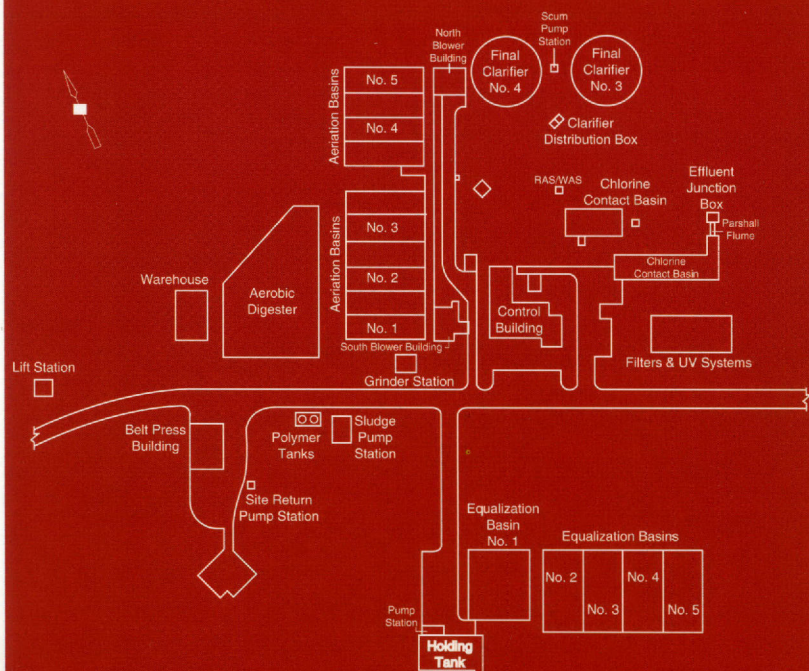 North
Blower
Building
Final
Clarifier
No. 4
Scum
Pump
Station
Final
Clarifier
No. 3
Aeriation Basins
No. 5
No. 4
Clarifier
Distribution Box
RAS/WAS
Chlorine
Contact Basin
Effluent
Junction
Box
Parshall
Flume
Aeriation Basins
No. 3
No. 2
No. 1
Chlorine
Contact Basin
Warehouse
Aerobic
Digester
Control
Building
South Blower Building
Filters & UV Systems
Lift Station
Grinder Station
Belt Press
Building
Polymer
Tanks
Sludge
Pump
Station
Site Return
Pump Station
Equalization
Basin
No. 1
Equalization Basins
No. 2
No. 3
No. 4
No. 5
Pump
Station
Holding
Tank